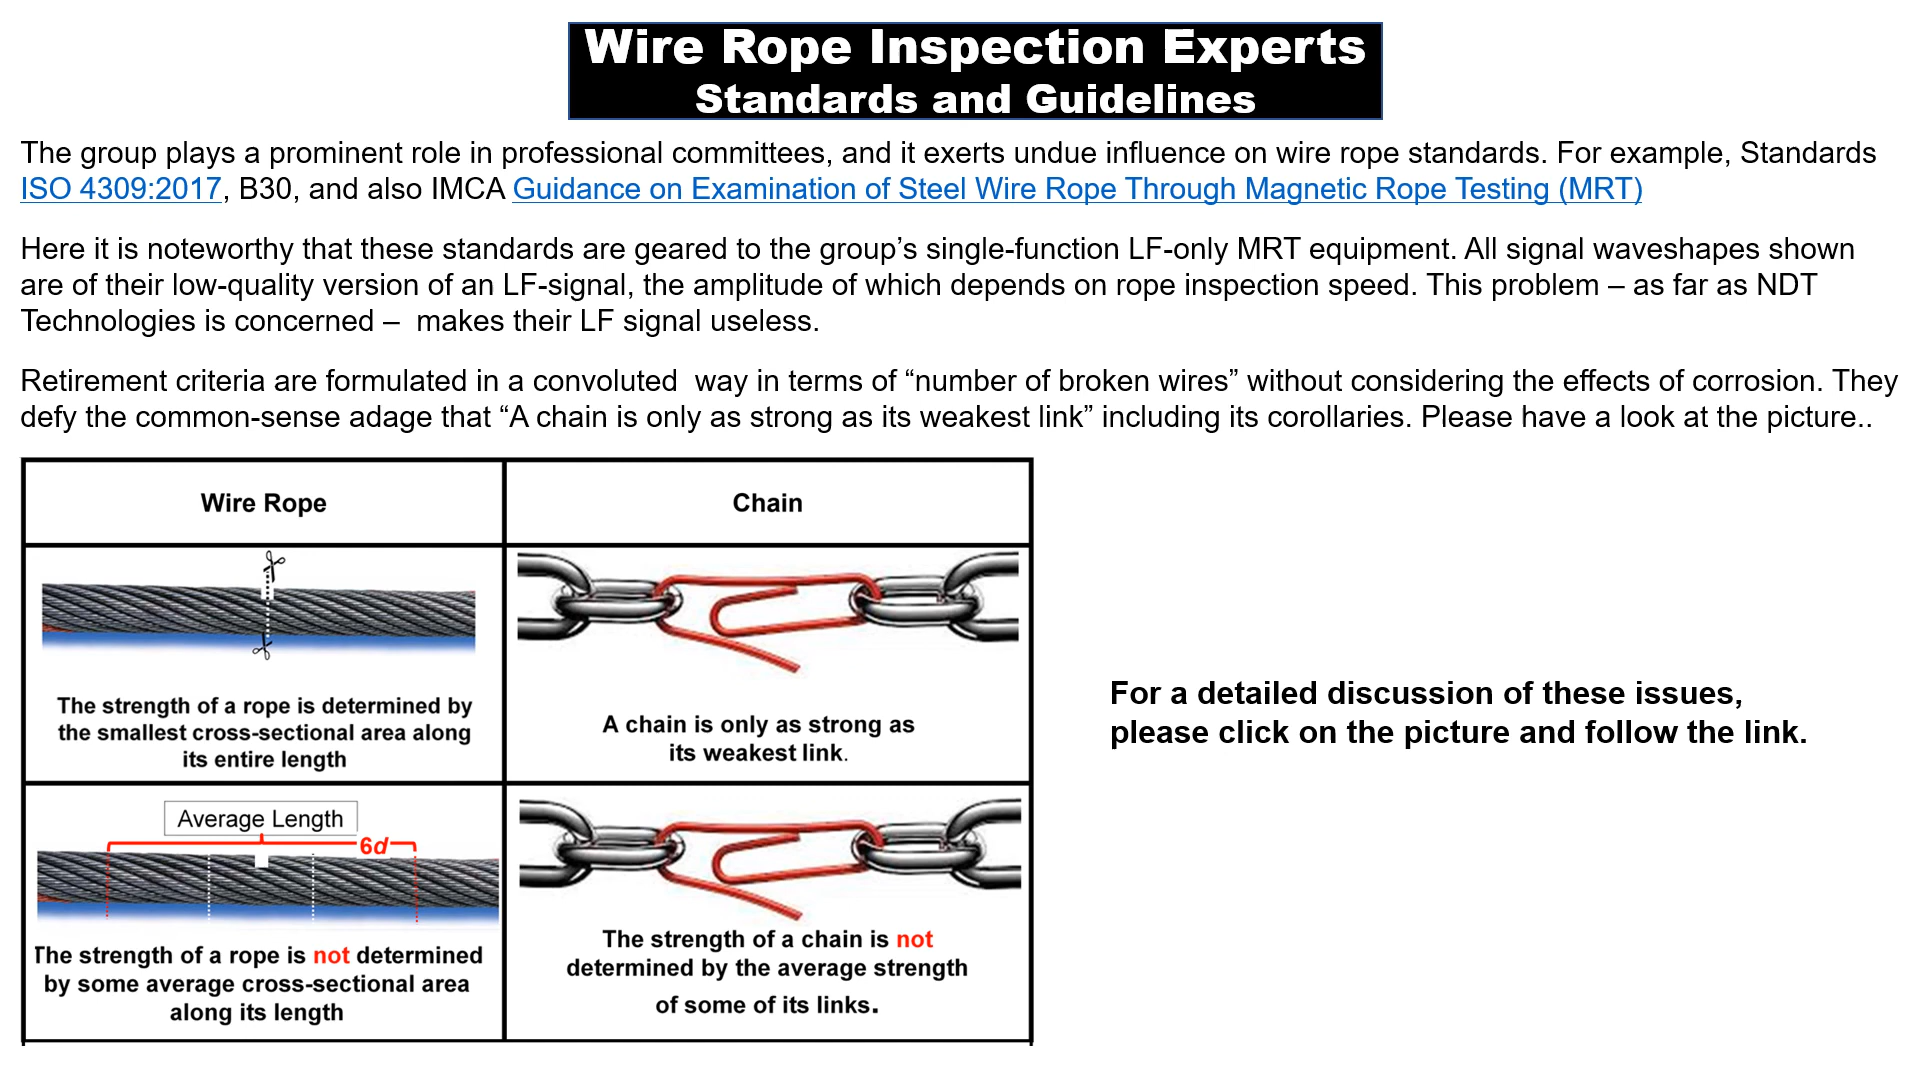 Wire Rope Inspection Experts
Standards and Guidelines
The group plays a prominent role in professional committees, and it exerts undue influence on wire rope standards. For example, Standards
ISO 4309:2017, B30, and also IMCA Guidance on Examination of Steel Wire Rope Through Magnetic Rope Testing (MRT)
Here it is noteworthy that these standards are geared to the group’s single-function LF-only MRT equipment. All signal waveshapes shown
are of their low-quality version of an LF-signal, the amplitude of which depends on rope inspection speed. This problem – as far as NDT
Technologies is concerned –  makes their LF signal useless.
Retirement criteria are formulated in a convoluted  way in terms of “number of broken wires” without considering the effects of corrosion. They
defy the common-sense adage that “A chain is only as strong as its weakest link” including its corollaries. Please have a look at the picture..
Wire Rope
Chain
The strength of a rope is determined by
the smallest cross-sectional area along
its entire length
A chain is only as strong as
its weakest link.
Average Length
6d
The strength of a rope is not determined
by some average cross-sectional area
along its length
The strength of a chain is not
determined by the average strength
of some of its links.
For a detailed discussion of these issues,
please click on the picture and follow the link.